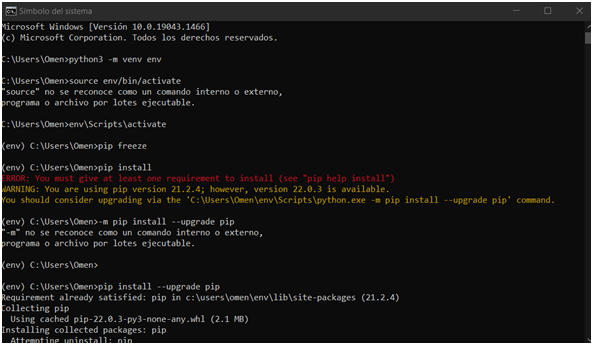 Símbolo del sistema
Microsoft Windows [Versión 10.0.19043.1466]
(c) Microsoft Corporation. Todos los derechos reservados.
C:\Users\Omen>python3 -m venv env
C:\Users\Omen>source env/bin/activate
"source" no se reconoce como un comando interno o externo,
programa o archivo por lotes ejecutable.
C:\Users\Omen>env\Scripts\activate
(env) C:\Users\Omen>pip freeze
(env) C:\Users\Omen>pip install
ERROR: You must give at least one requirement to install (see "pip help install")
WARNING: You are using pip version 21.2.4; however, version 22.0.3 is available.
You should consider upgrading via the 'C:\Users\Omen\env\Scripts\python.exe -m pip install --upgrade pip' command.
(env) C:\Users\Omen>-m pip install --upgrade pip
"-m" no se reconoce como un comando interno o externo,
programa o archivo por lotes ejecutable.
(env) C:\Users\Omen>
(env) C:\Users\Omen>pip install --upgrade pip
Requirement already satisfied: pip in c:\users\omen\env\lib\site-packages (21.2.4)
Collecting pip
Using cached pip-22.0.3-py3-none-any.whl (2.1 MB)
Installing collected packages: pip
Attempting uninstall: pip